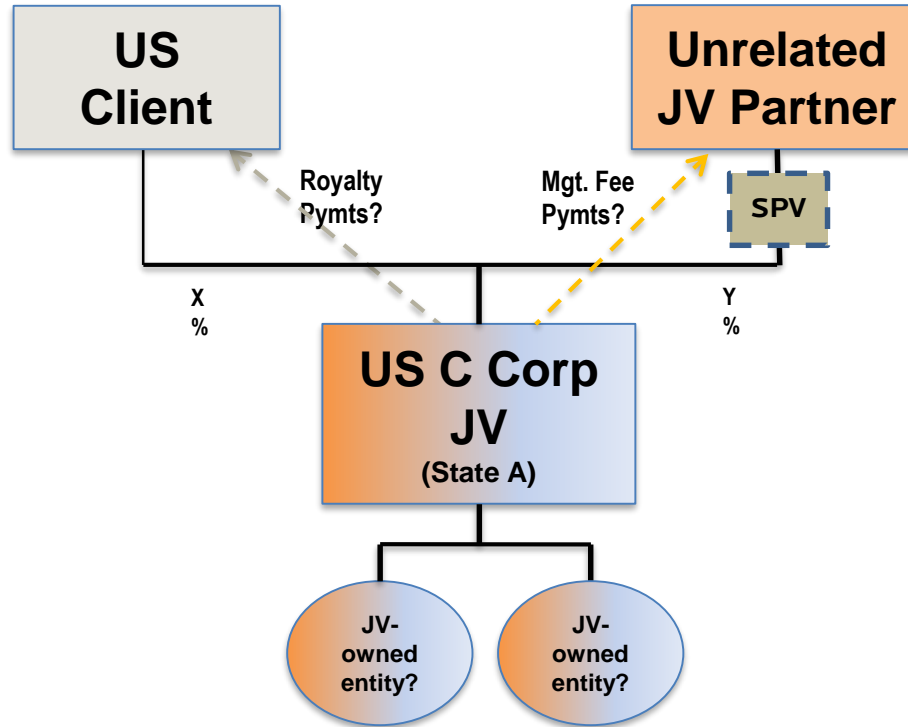 US
Client
Unrelated
JV Partner
Royalty
Pymts?
Mgt. Fee
Pymts?
SPV
X
%
Y
%
US C Corp
JV
(State A)
JV-
owned
entity?
JV-
owned
entity?